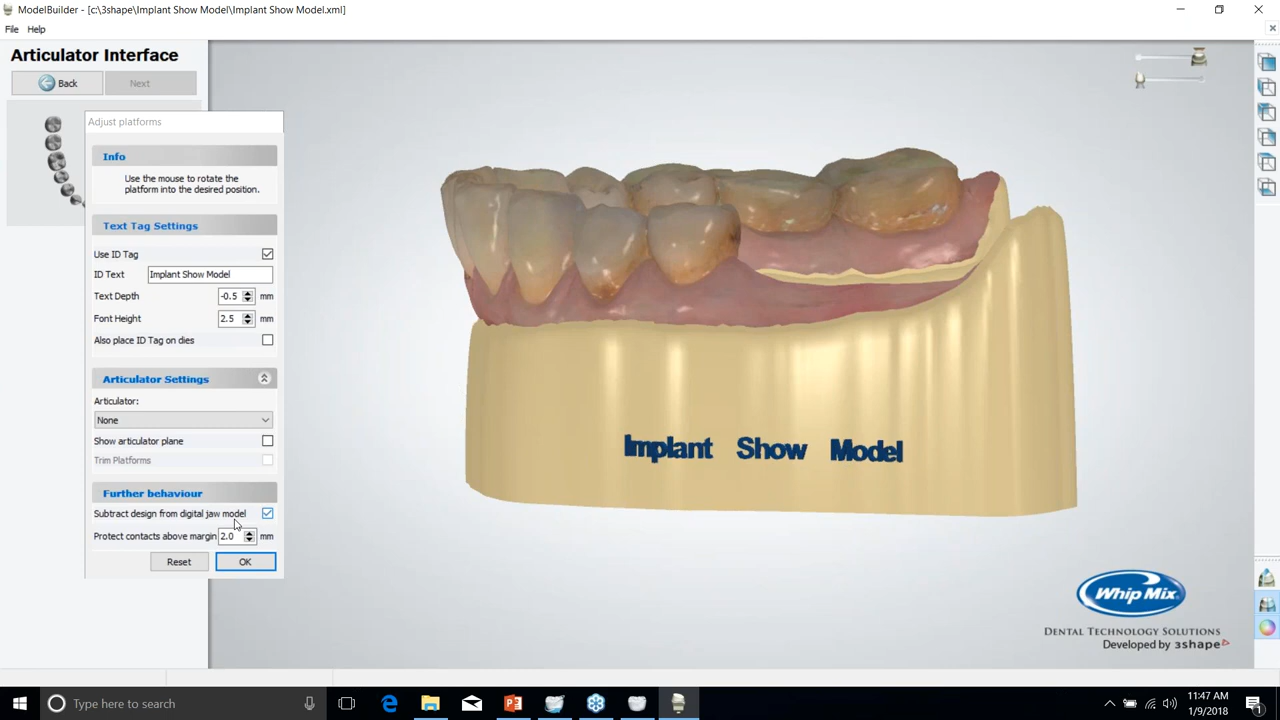 ModelBuilder - [c:\3shape\Implant Show Model\Implant Show Model.xml]
File Help
Articulator Interface
Back Next
Adjust platforms
Info
Use the mouse to rotate the
platform into the desired position.
Text Tag Settings
Use ID Tag
ID Text Implant Show Model
Text Depth -0.5 mm
Font Height 2.5 mm
Also place ID Tag on dies
Articulator Settings
Articulator:
None
Show articulator plane
Trim Platforms
Further behaviour
Subtract design from digital jaw model
Protect contacts above margin 2.0 mm
Reset OK
Implant Show Model
Whip Mix
DENTAL TECHNOLOGY SOLUTIONS
Developed by 3shape
Type here to search
11:47 AM
1/9/2018
1